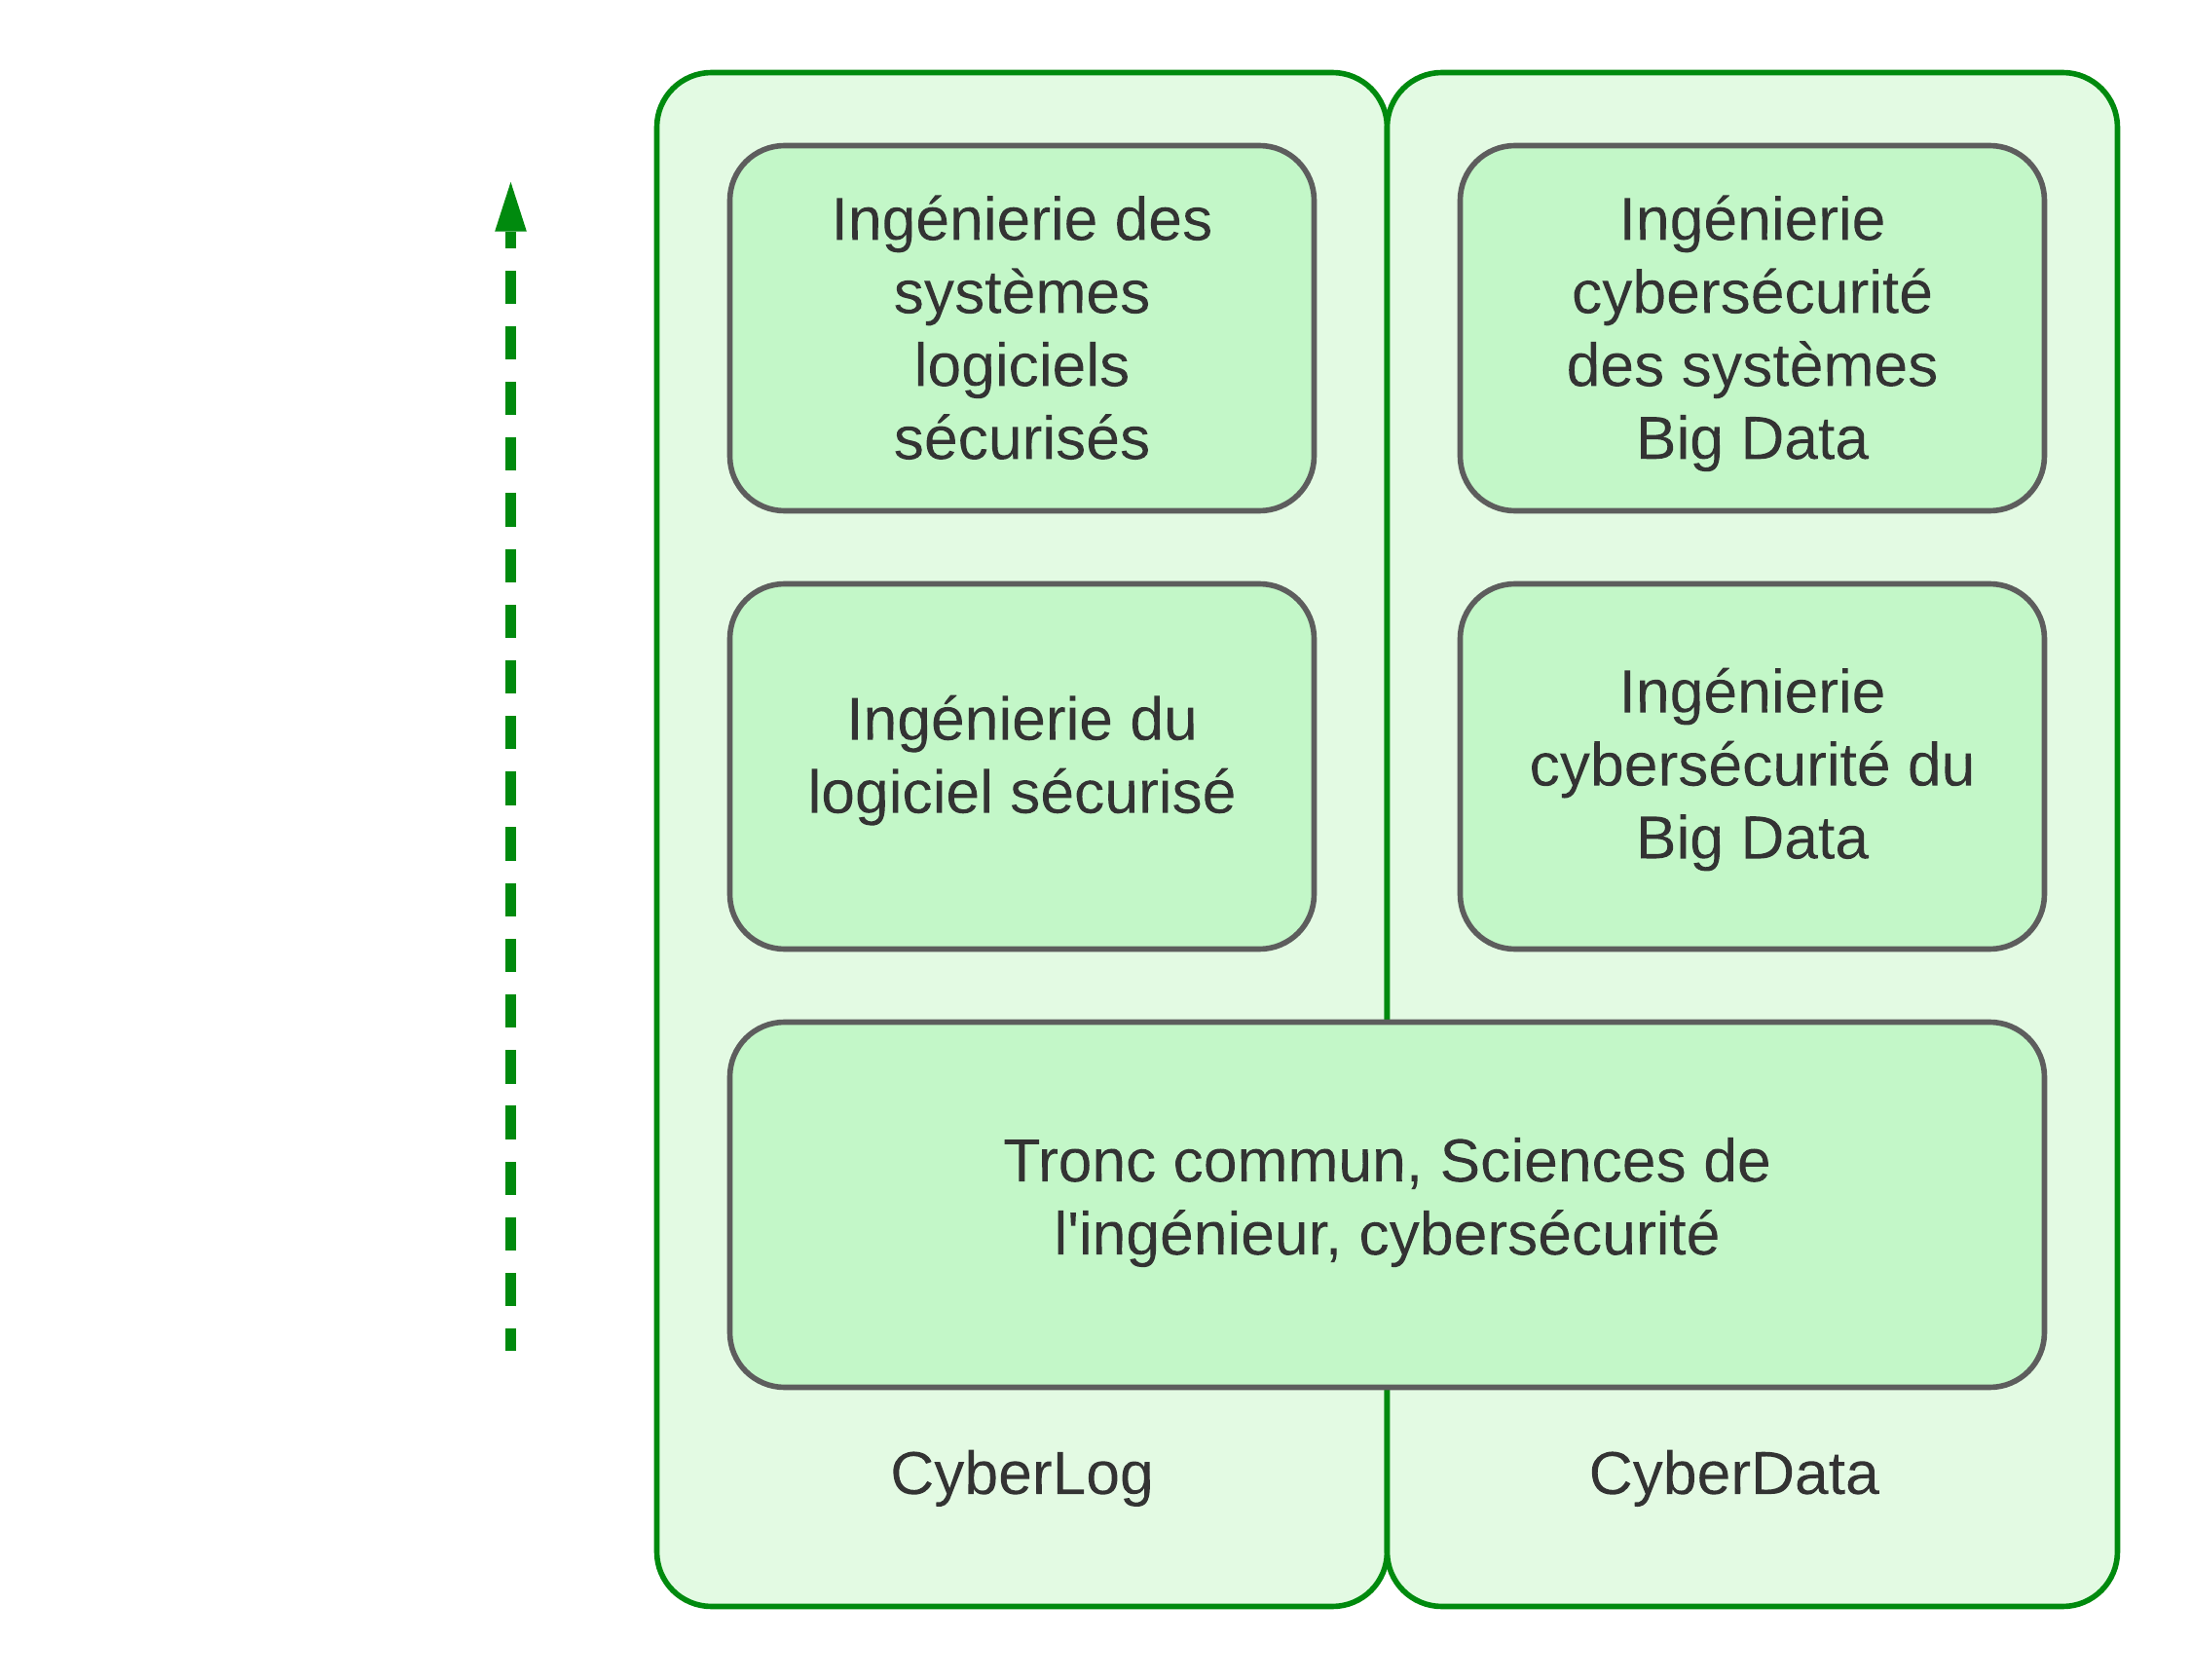 Ingénierie des
systèmes
logiciels
sécurisés
Ingénierie
cybersécurité
des systèmes
Big Data
Ingénierie du
logiciel sécurisé
Ingénierie
cybersécurité du
Big Data
Tronc commun, Sciences de
l'ingénieur, cybersécurité
CyberLog
CyberData